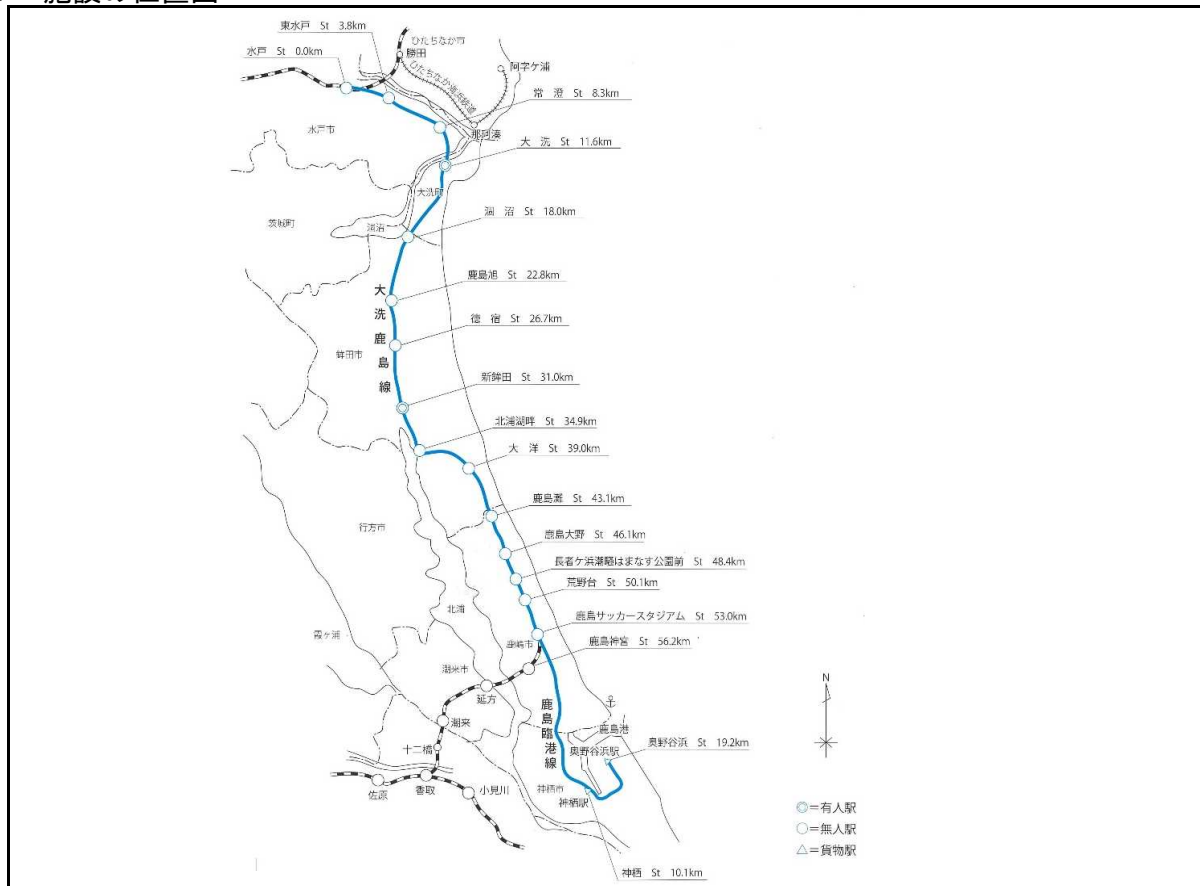 東水戸 St 3.8km
水戸 St 0.0km
ひたちなか市
勝田
阿字ケ浦
ひたちなか海浜鉄道
常澄 St 8.3km
那珂湊
水戸市
大洗 St 11.6km
大洗町
涸沼 St 18.0km
茨城町
涸沼
鹿島旭 St 22.8km
大洗鹿島線
徳宿 St 26.7km
鉾田市
新鉾田 St 31.0km
北浦湖畔 St 34.9km
大洋 St 39.0km
鹿島灘 St 43.1km
行方市
鹿島大野 St 46.1km
長者ケ浜潮騒はまなす公園前 St 48.4km
荒野台 St 50.1km
北浦
鹿島サッカースタジアム St 53.0km
霞ヶ浦
鹿嶋市
鹿島神宮 St 56.2km
潮来市
延方
N
鹿島臨港線
潮来
鹿島港
十二橋
奥野谷浜駅
奥野谷浜 St 19.2km
佐原
香取
小見川
神栖市
神栖駅
◎=有人駅
○=無人駅
△=貨物駅
神栖 St 10.1km